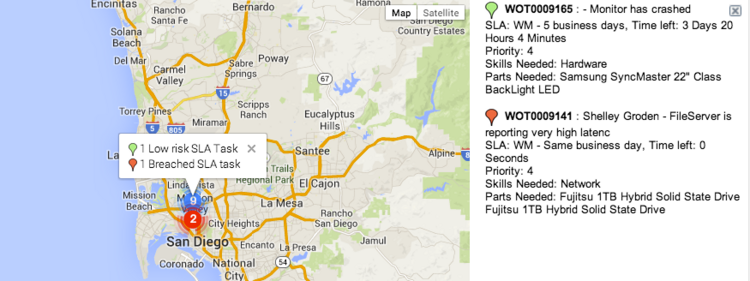 Encinitas
Rancho
Santa Fe
Bernardo
Ramona
San Diego
Country Estates
Solana
Beach
Del Mar
Carmel
Valley
Sabre
Springs
Poway
67
15
Scripps
Ranch
Torrey Pines
Miramar
Eucalyptus
Hills
5
805
Santee
Alpine
8
Trails
Regional Park
El Cajon
Mission
Beach
La Mesa
City Heights
Rancho
San Diego
San Diego
Encanto
La Presa
Jamul
Coronado
National
City
54
Map
Satellite
1 Low risk SLA Task
1 Breached SLA task
9
2
WOT0009165 : - Monitor has crashed
SLA: WM - 5 business days, Time left: 3 Days 20
Hours 4 Minutes
Priority: 4
Skills Needed: Hardware
Parts Needed: Samsung SyncMaster 22" Class
BackLight LED
WOT0009141 : Shelley Groden - FileServer is
reporting very high latenc
SLA: WM - Same business day, Time left: 0
Seconds
Priority: 4
Skills Needed: Network
Parts Needed: Fujitsu 1TB Hybrid Solid State Drive
Fujitsu 1TB Hybrid Solid State Drive